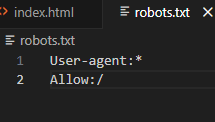 index.html
robots.txt
robots.txt
1 User-agent:*
2 Allow:/